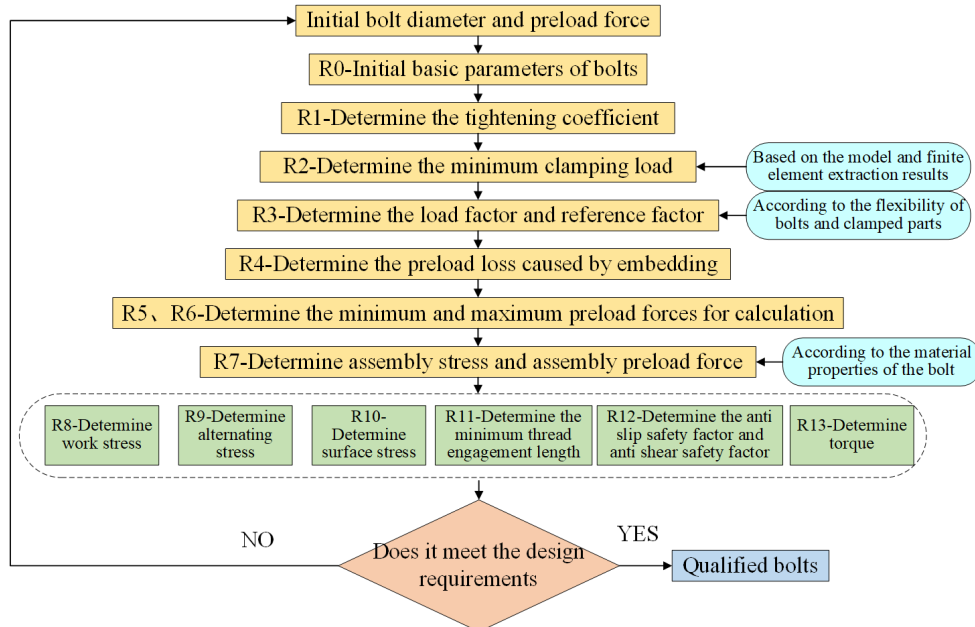 Initial bolt diameter and preload force
R0-Initial basic parameters of bolts
R1-Determine the tightening coefficient
R2-Determine the minimum clamping load
Based on the model and finite
element extraction results
R3-Determine the load factor and reference factor
According to the flexibility of
bolts and clamped parts
R4-Determine the preload loss caused by embedding
R5、R6-Determine the minimum and maximum preload forces for calculation
R7-Determine assembly stress and assembly preload force
According to the material
properties of the bolt
R8-Determine
work stress
R9-Determine
alternating
stress
R10-
Determine
surface stress
R11-Determine the
minimum thread
engagement length
R12-Determine the anti
slip safety factor and
anti shear safety factor
R13-Determine
torque
NO
Does it meet the design
requirements
YES
Qualified bolts